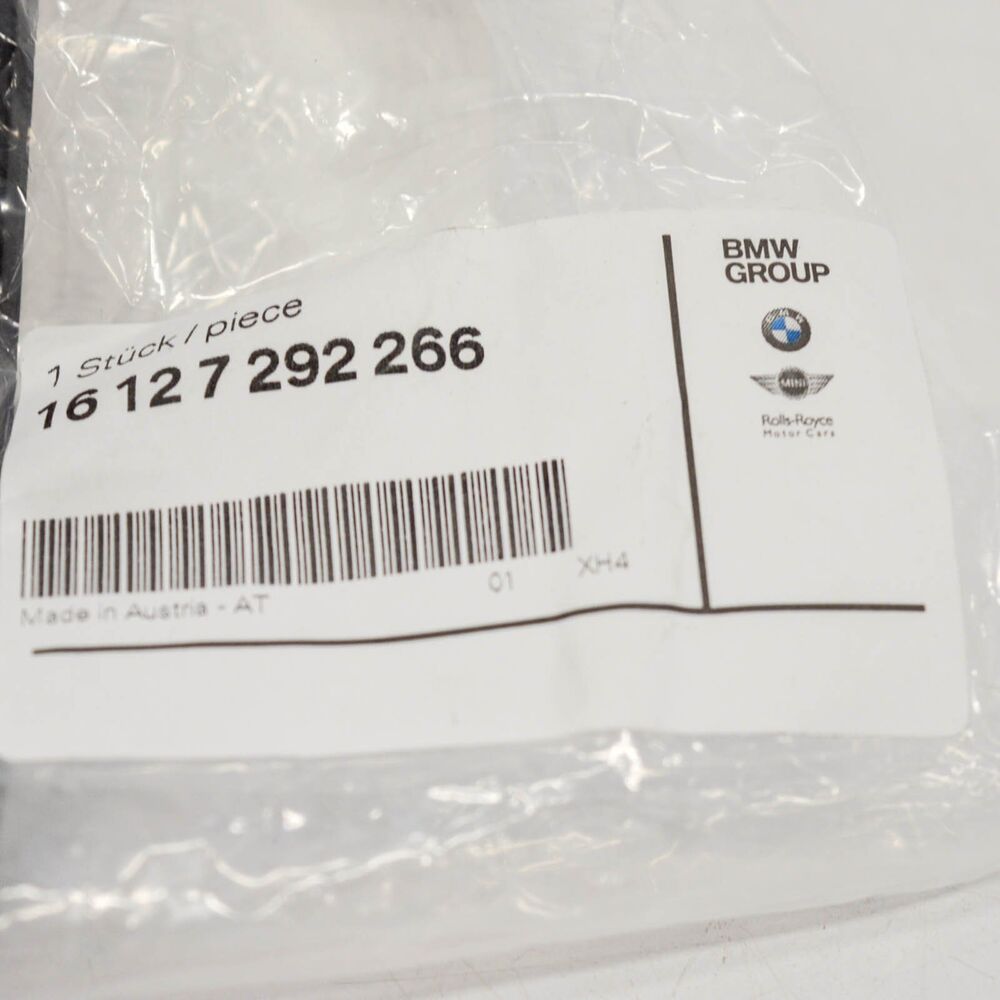 1 Stück / piece
16 12 7 292 266
Made in Austria - AT
01
XH4
BMW
GROUP
BMW
MINI
Rolls-Royce
Motor Cars